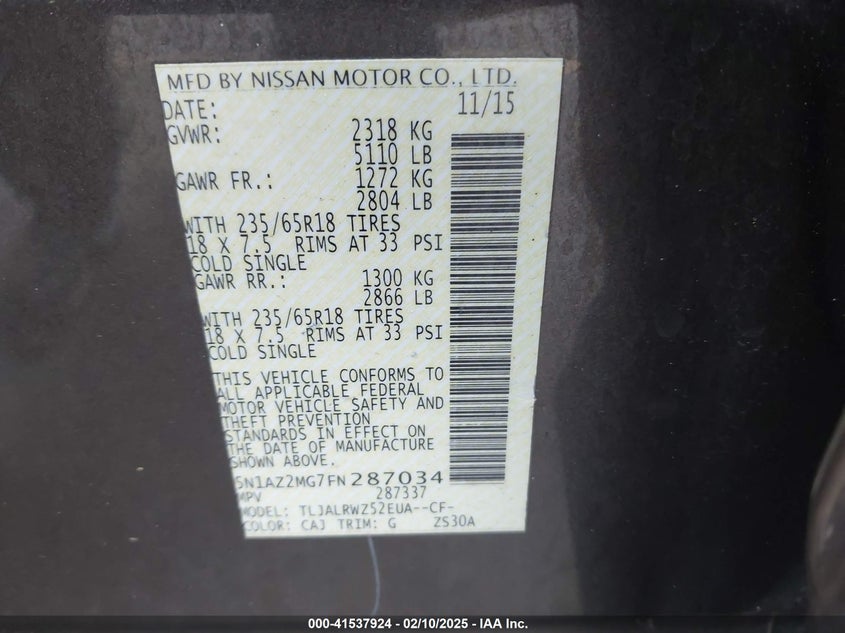 MFD BY NISSAN MOTOR CO., LTD.
DATE: 11/15
GVWR: 2318 KG
5110 LB
GAWR FR.: 1272 KG
2804 LB
WITH 235/65R18 TIRES
18 X 7.5 RIMS AT 33 PSI
COLD SINGLE
GAWR RR.: 1300 KG
2866 LB
WITH 235/65R18 TIRES
18 X 7.5 RIMS AT 33 PSI
COLD SINGLE
THIS VEHICLE CONFORMS TO
ALL APPLICABLE FEDERAL
MOTOR VEHICLE SAFETY AND
THEFT PREVENTION
STANDARDS IN EFFECT ON
THE DATE OF MANUFACTURE
SHOWN ABOVE.
5N1AZ2MG7FN287034
MPV 287337
MODEL: TLJALRWZ52EUA--CF-
COLOR: CAJ TRIM: G ZS30A
000-41537924 - 02/10/2025 - IAA Inc.